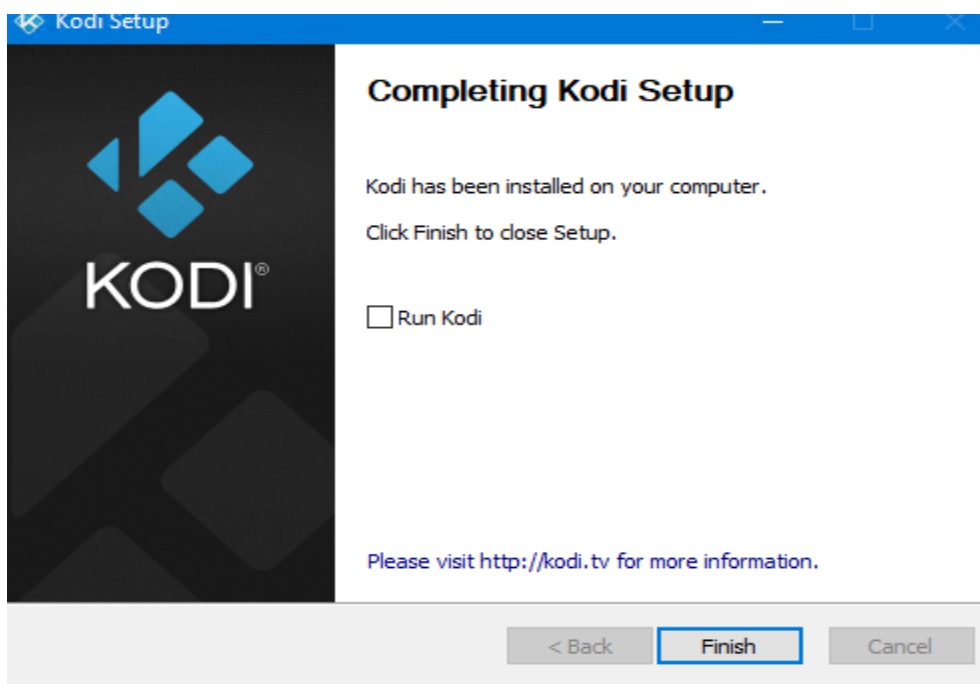 Kodi Setup
Completing Kodi Setup
Kodi has been installed on your computer.
Click Finish to close Setup.
KODI®
Run Kodi
Please visit http://kodi.tv for more information.
< Back Finish Cancel